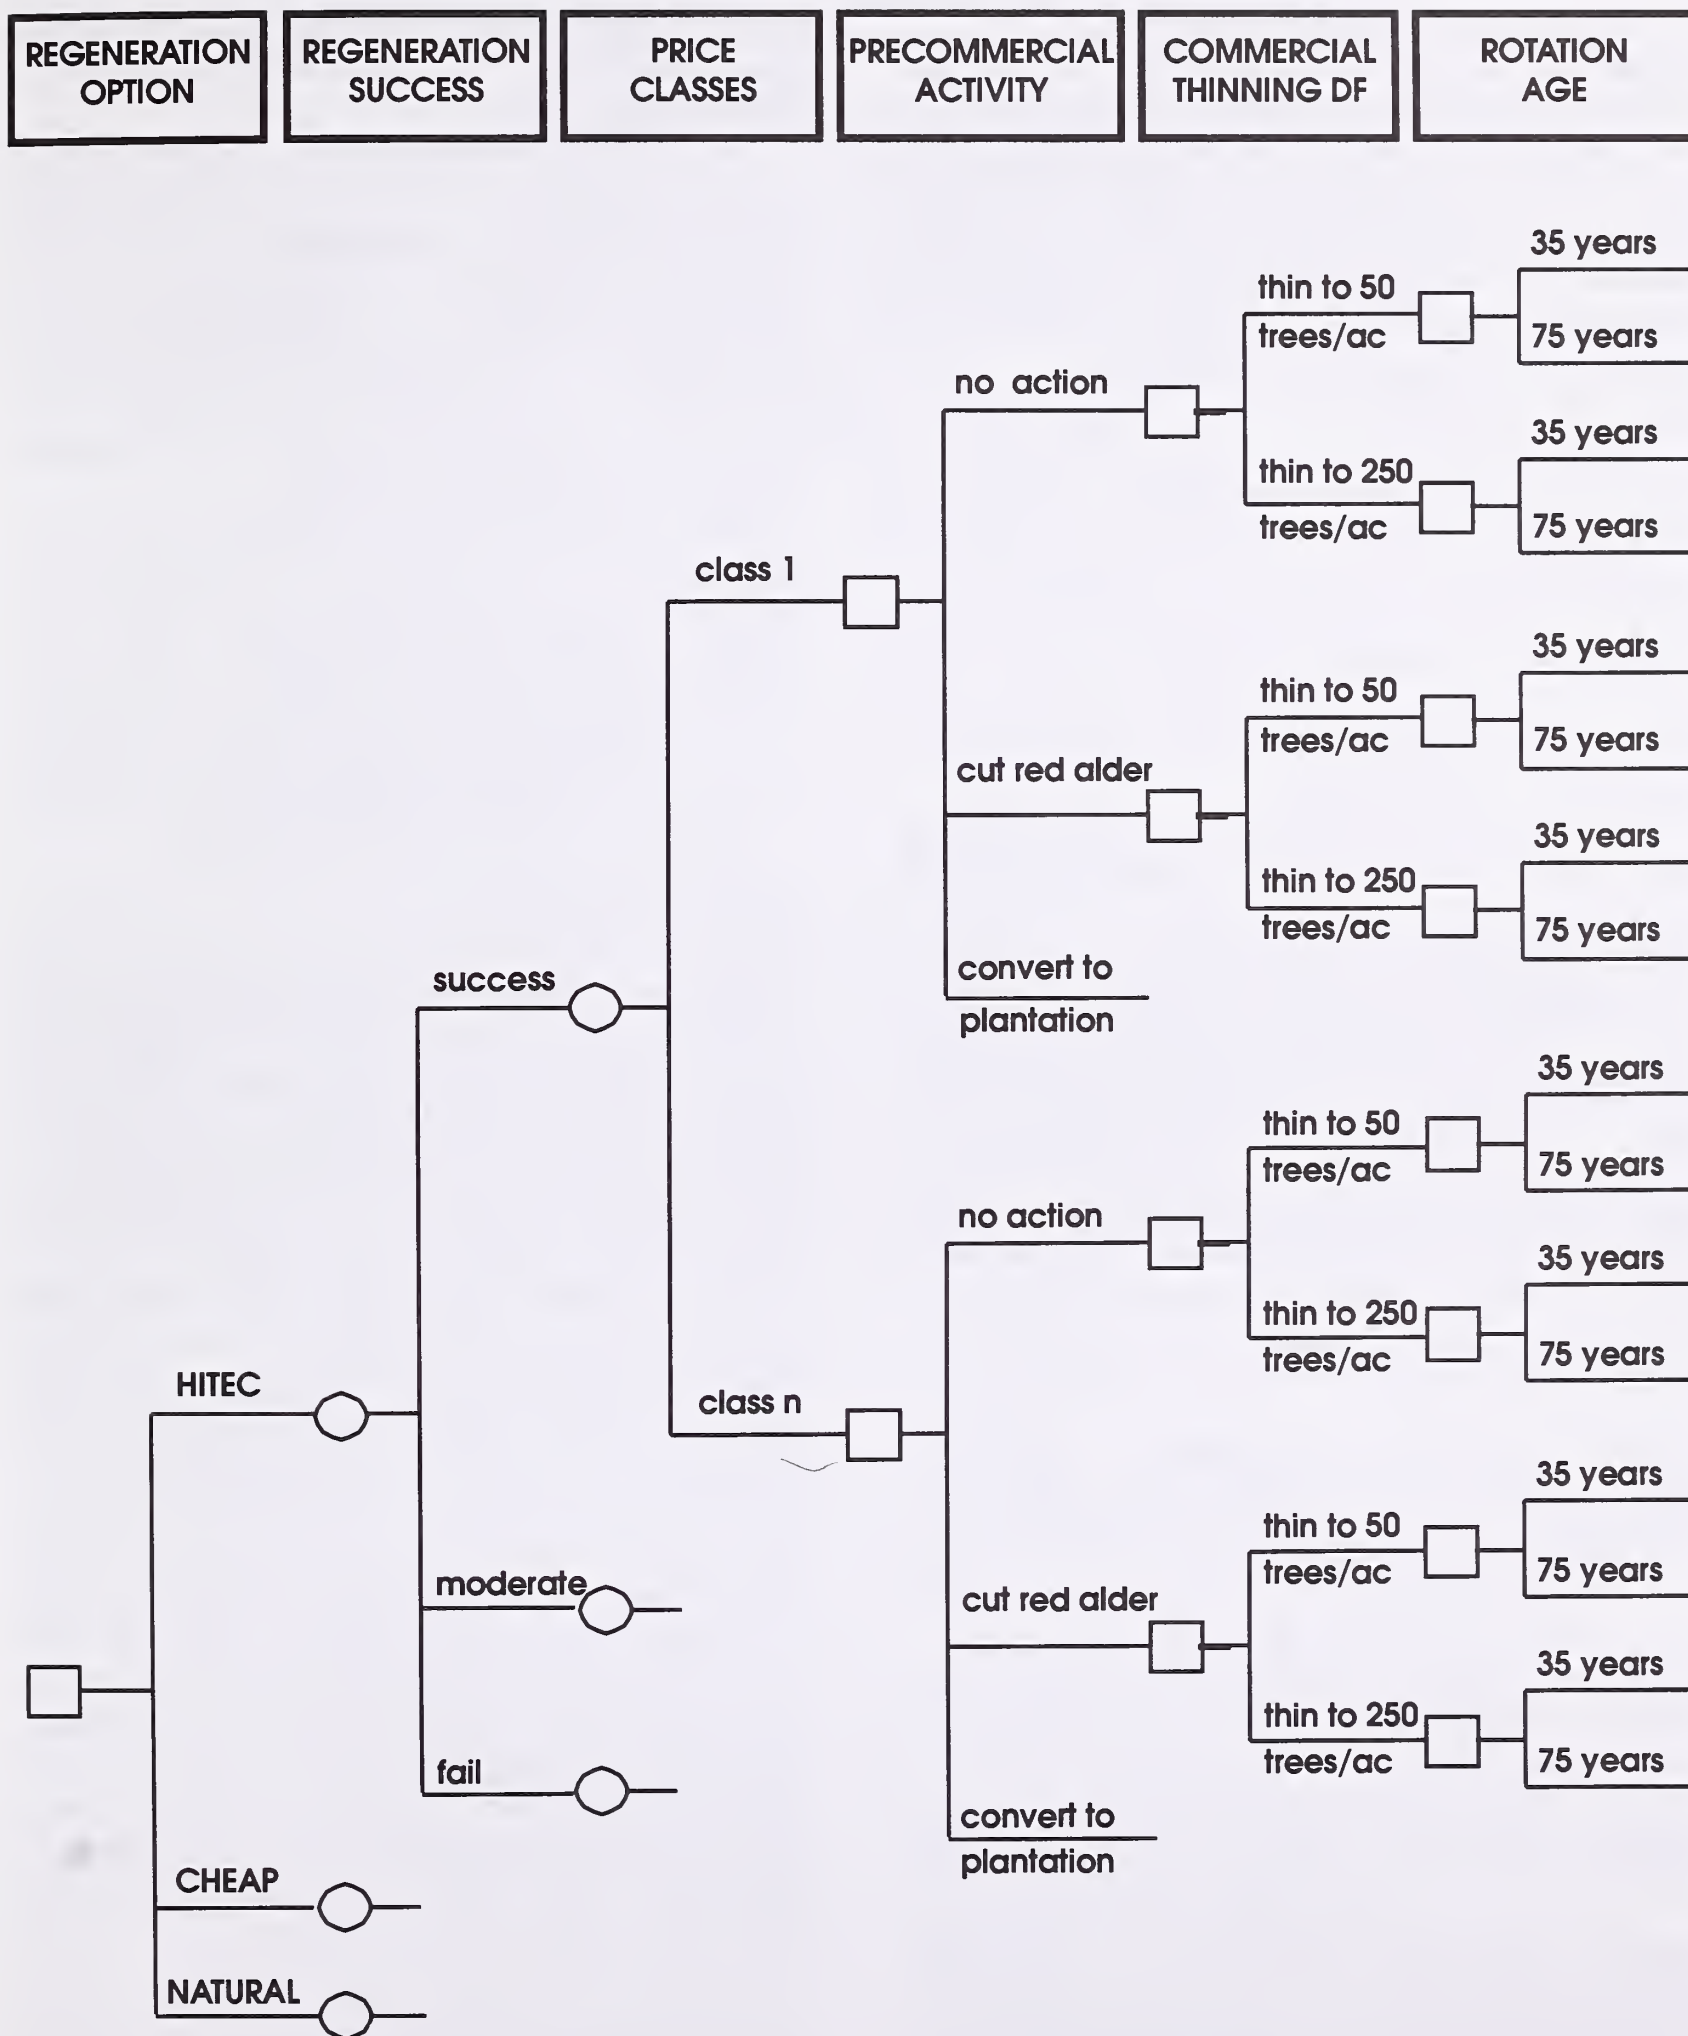 REGENERATION
OPTION
REGENERATION
SUCCESS
PRICE
CLASSES
PRECOMMERCIAL
ACTIVITY
COMMERCIAL
THINNING DF
ROTATION
AGE
35 years
thin to 50
trees/ac
75 years
no action
35 years
thin to 250
trees/ac
75 years
class 1
35 years
thin to 50
trees/ac
75 years
cut red alder
35 years
thin to 250
trees/ac
75 years
convert to
plantation
success
35 years
thin to 50
trees/ac
75 years
no action
35 years
thin to 250
trees/ac
75 years
HITEC
class n
35 years
thin to 50
trees/ac
75 years
cut red alder
moderate
35 years
thin to 250
trees/ac
75 years
fail
convert to
plantation
CHEAP
NATURAL